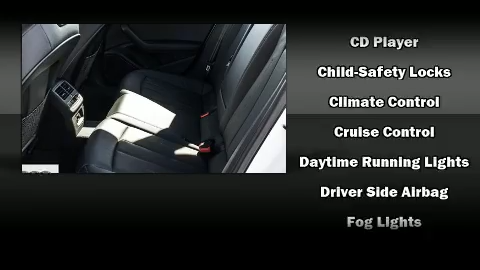 CD Player
Child-Safety Locks
Climate Control
Cruise Control
Daytime Running Lights
Driver Side Airbag
Fog Lights